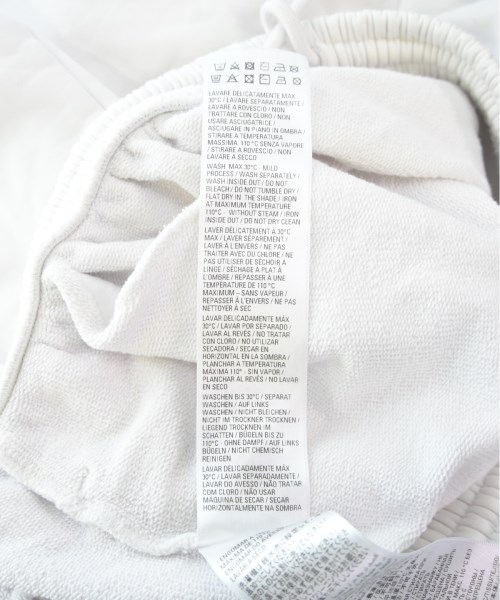 LAVARE DELICATAMENTE MAX
30°C / LAVARE SEPARATAMENTE /
LAVARE A ROVESCIO / NON
TRATTARE CON CLORO / NON
USARE ASCIUGATRICE /
ASCIUGARE IN PIANO IN OMBRA /
STIRARE A TEMPERATURA
MASSIMA 110 °C SENZA VAPORE
/ STIRARE A ROVESCIO / NON
LAVARE A SECCO
WASH MAX 30°C - MILD
PROCESS / WASH SEPARATELY /
WASH INSIDE OUT / DO NOT
BLEACH / DO NOT TUMBLE DRY /
FLAT DRY IN THE SHADE / IRON
AT MAXIMUM TEMPERATURE
110°C - WITHOUT STEAM / IRON
INSIDE OUT / DO NOT DRY CLEAN
LAVER DÉLICATEMENT À 30°C
MAX / LAVER SÉPARÉMENT /
LAVER À L'ENVERS / NE PAS
TRAITER AVEC DU CHLORE / NE
PAS UTILISER DE SÉCHOIR À
LINGE / SÉCHAGE À PLAT À
L'OMBRE / REPASSER À UNE
TEMPÉRATURE DE 110 °C
MAXIMUM – SANS VAPEUR /
REPASSER À L'ENVERS / NE PAS
NETTOYER À SEC
LAVAR DELICADAMENTE MÁX
30°C / LAVAR POR SEPARADO /
LAVAR AL REVÉS / NO TRATAR
CON CLORO / NO UTILIZAR
SECADORA / SECAR EN
HORIZONTAL EN LA SOMBRA /
PLANCHAR A TEMPERATURA
MÁXIMA 110° - SIN VAPOR /
PLANCHAR AL REVÉS / NO LAVAR
EN SECO
WASCHEN BIS 30°C / SEPARAT
WASCHEN / AUF LINKS
WASCHEN / NICHT BLEICHEN /
NICHT IM TROCKNER TROCKNEN /
LIEGEND TROCKNEN IM
SCHATTEN / BÜGELN BIS ZU
110°C - OHNE DAMPF / AUF LINKS
BÜGELN / NICHT CHEMISCH
REINIGEN
LAVAR DELICADAMENTE MÁX
30°C / LAVAR SEPARADAMENTE /
LAVAR DO AVESSO / NÃO TRATAR
COM CLORO / NÃO USAR
MÁQUINA DE SECAR / SECAR
HORIZONTALMENTE NA SOMBRA